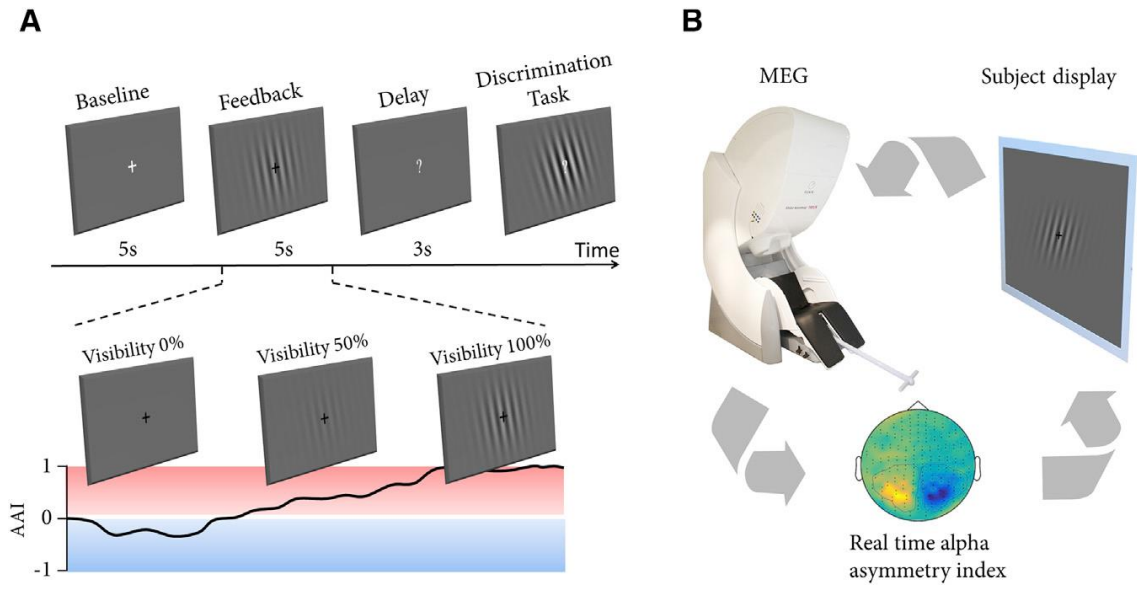 A
Baseline
Feedback
Delay
Discrimination
Task
?
?
5s
5s
3s
Time
Visibility 0%
Visibility 50%
Visibility 100%
1
0
-1
AAI
B
MEG
Subject display
Real time alpha
asymmetry index